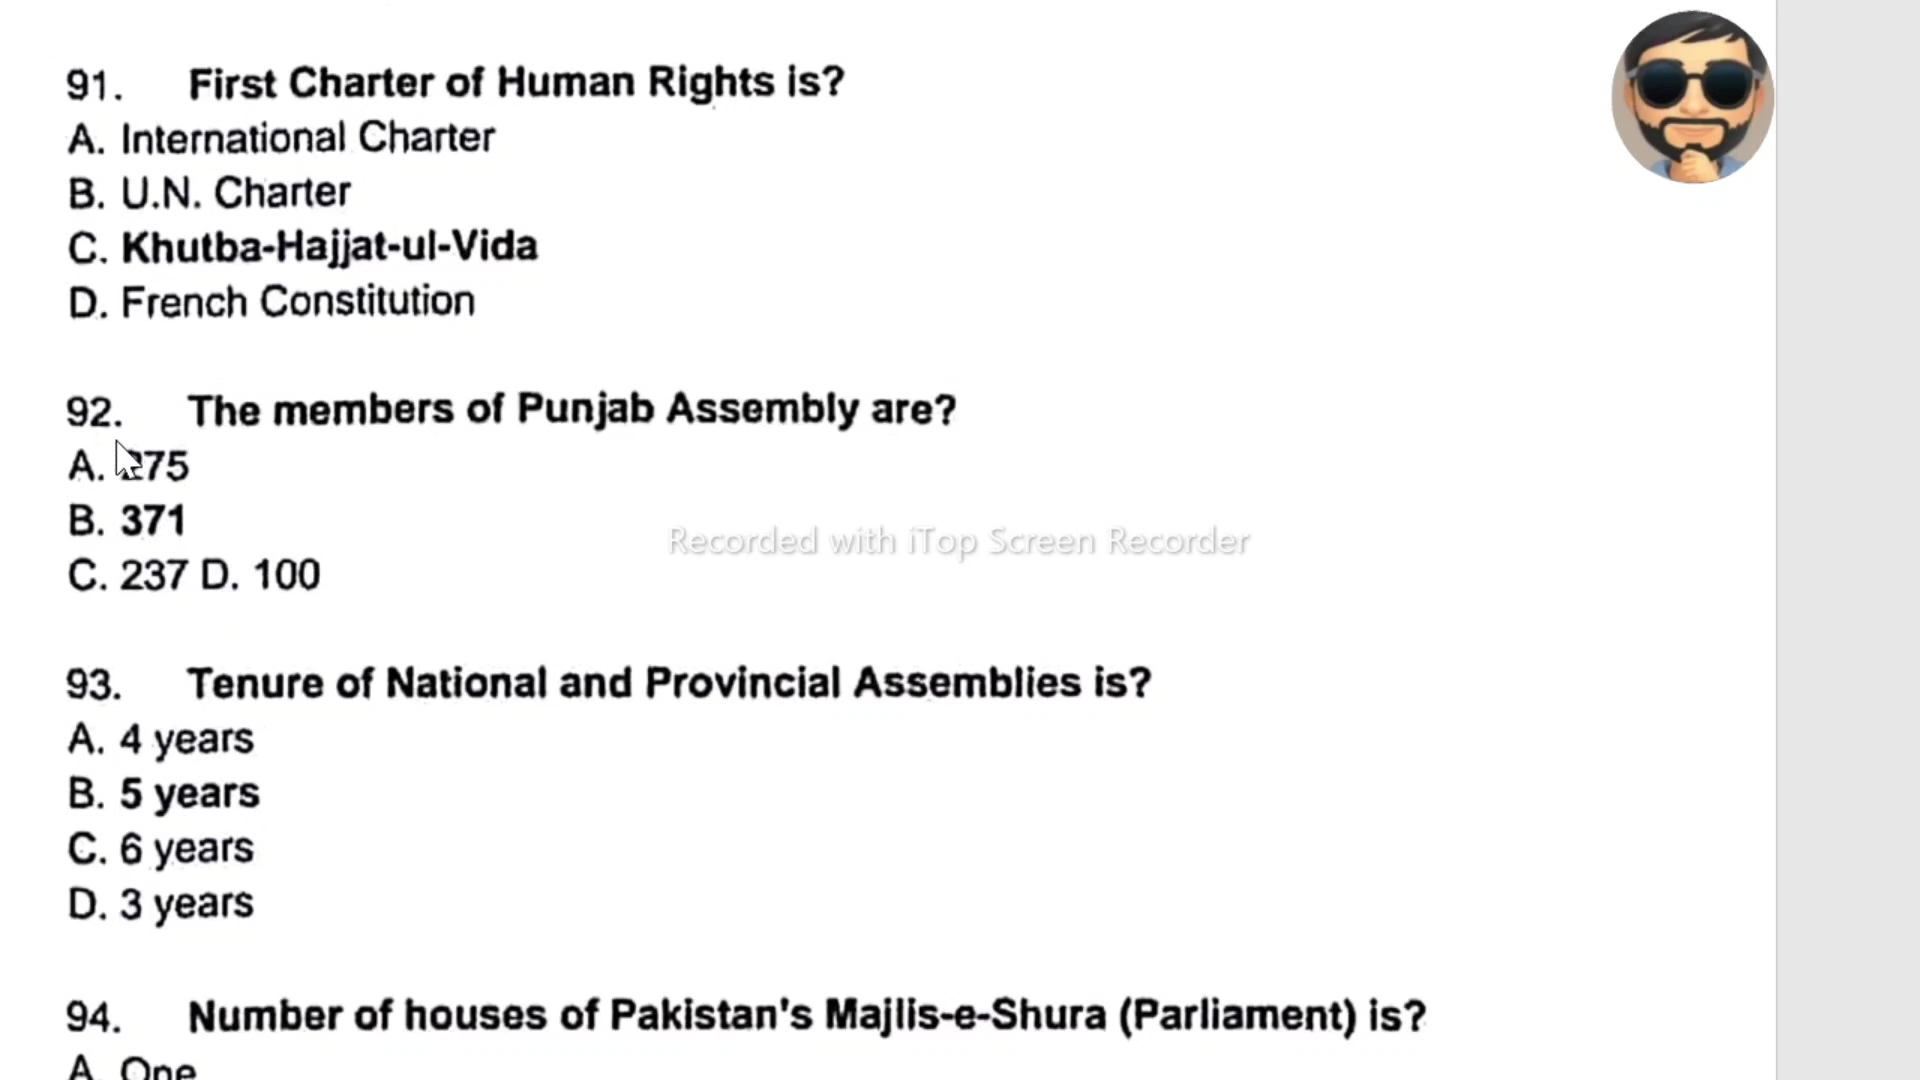 91. First Charter of Human Rights is?
A. International Charter
B. U.N. Charter
C. Khutba-Hajjat-ul-Vida
D. French Constitution
92. The members of Punjab Assembly are?
A. 275
B. 371
Recorded with iTop Screen Recorder
C. 237 D. 100
93. Tenure of National and Provincial Assemblies is?
A. 4 years
B. 5 years
C. 6 years
D. 3 years
94. Number of houses of Pakistan's Majlis-e-Shura (Parliament) is?
A. One